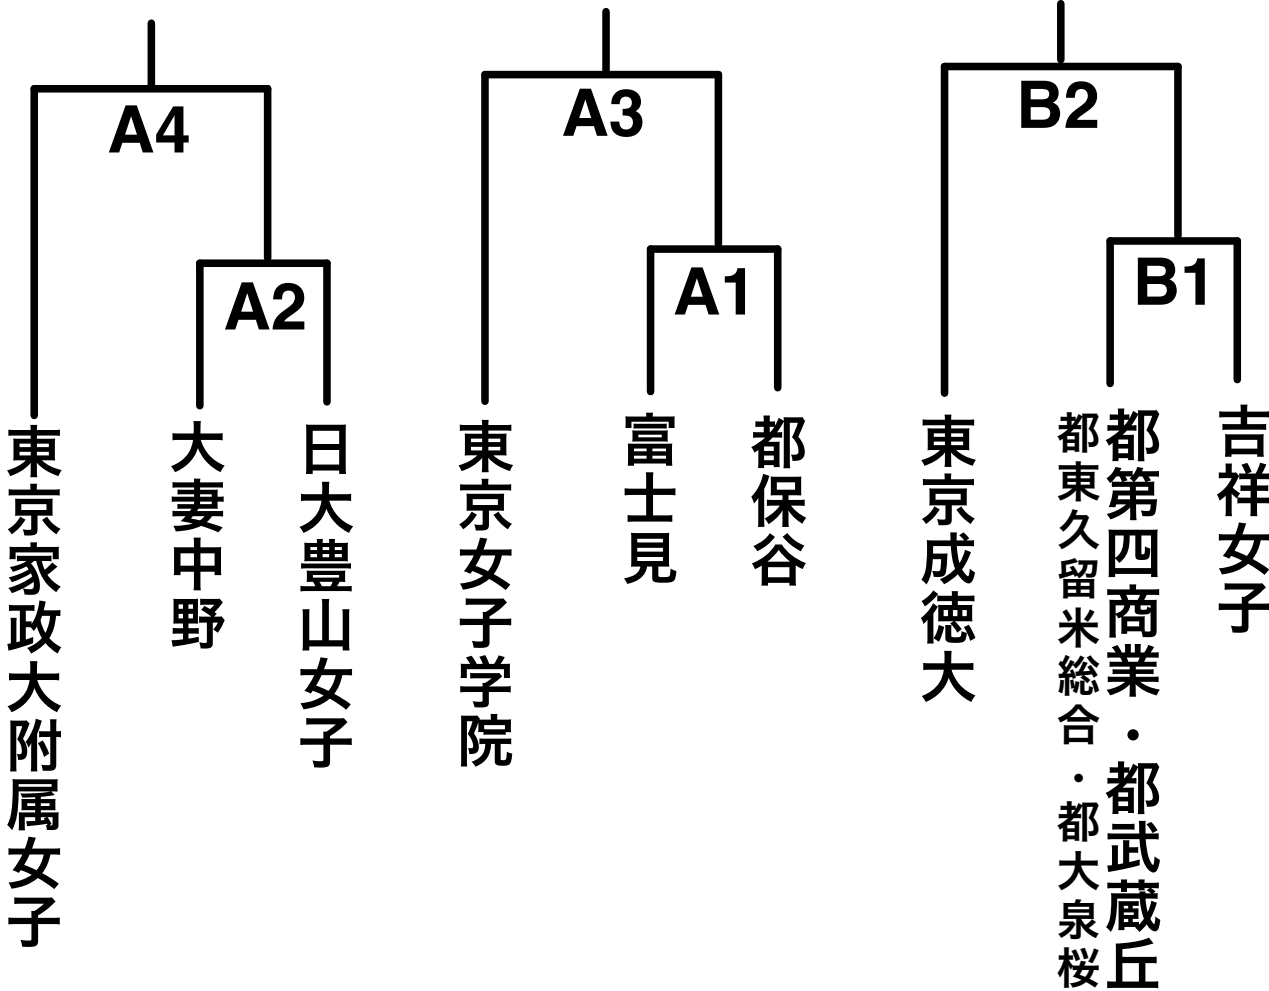 A4
A3
B2
A2
A1
B1
東京家政大附属女子
大妻中野
日大豊山女子
東京女子学院
富士見
都保谷
東京成徳大
都第四商業・都武蔵丘
都東久留米総合・都大泉桜
吉祥女子